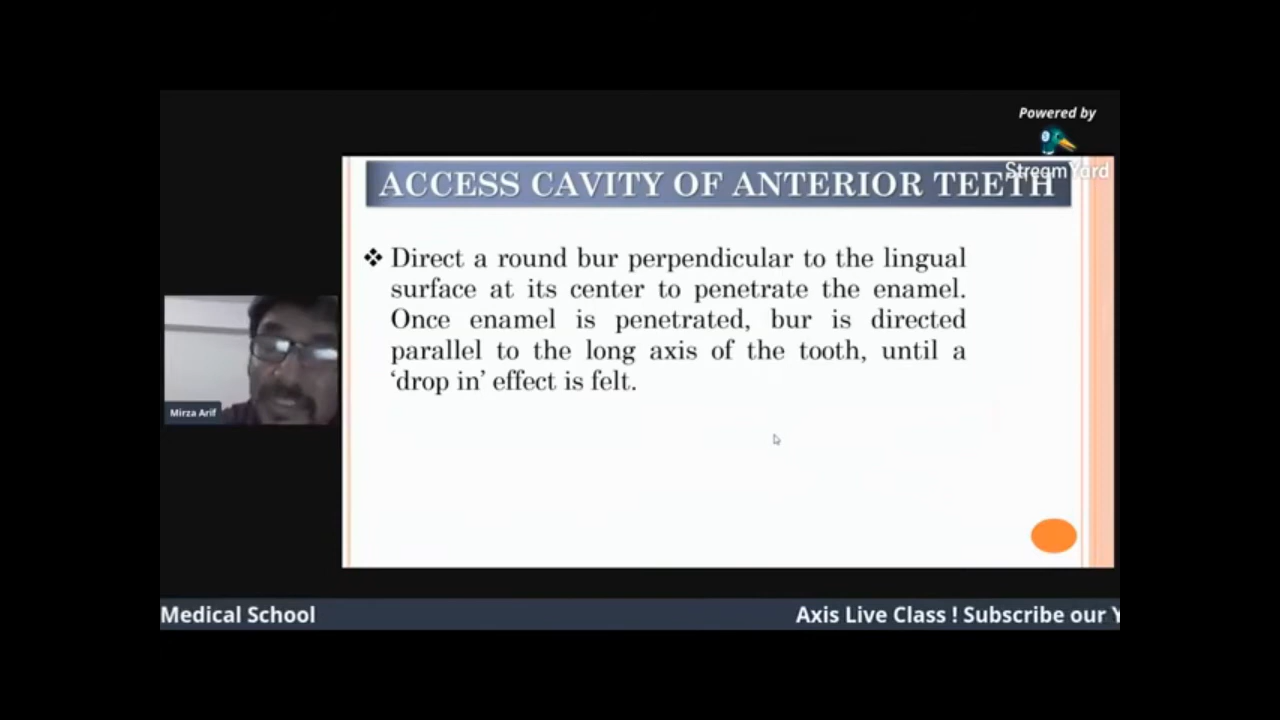 Powered by
StreamYard
ACCESS CAVITY OF ANTERIOR TEETH
❖ Direct a round bur perpendicular to the lingual
surface at its center to penetrate the enamel.
Once enamel is penetrated, bur is directed
parallel to the long axis of the tooth, until a
‘drop in’ effect is felt.
Mirza Arif
Medical School
Axis Live Class ! Subscribe our Y